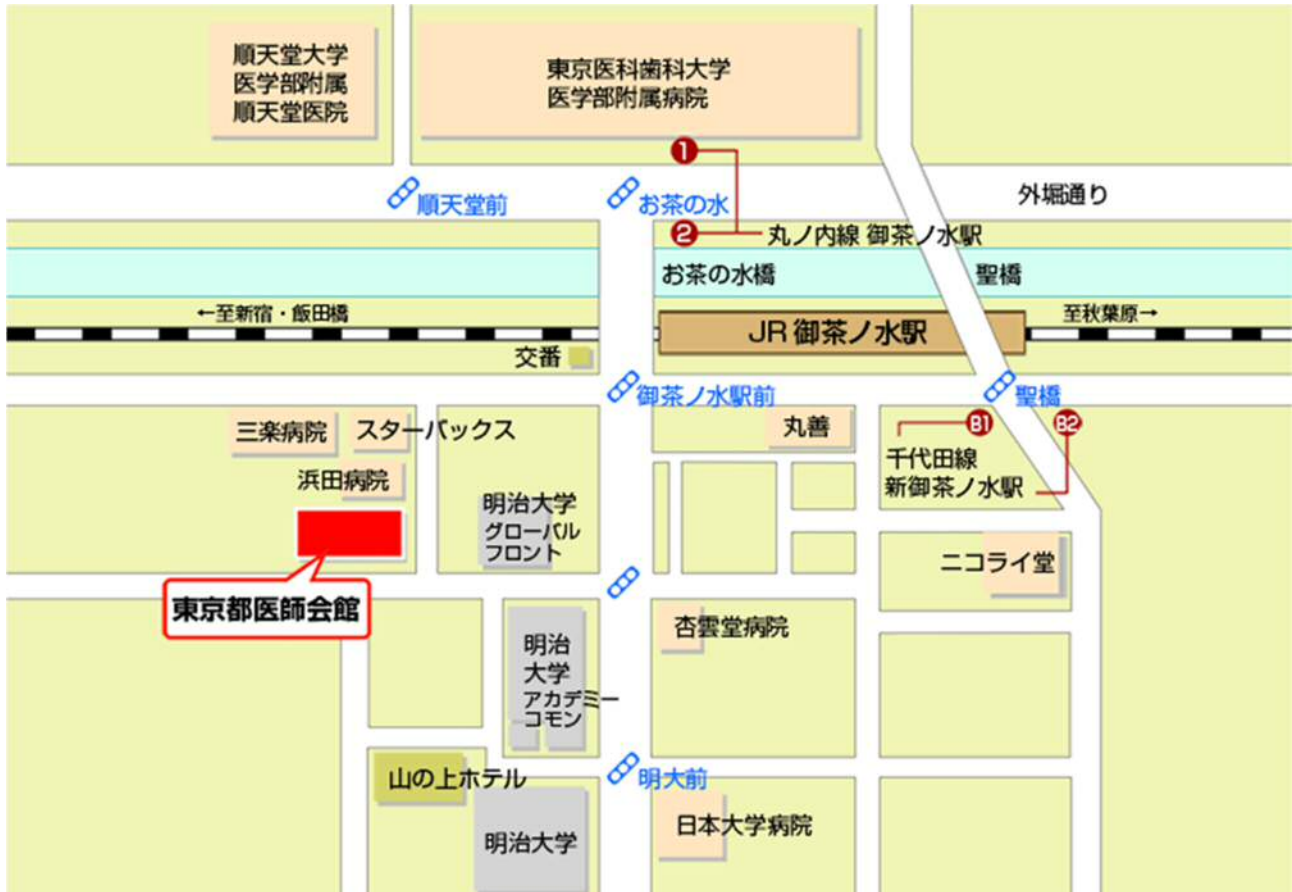 順天堂大学
医学部附属
順天堂医院
東京医科歯科大学
医学部附属病院
1
順天堂前
お茶の水
外堀通り
2
丸ノ内線 御茶ノ水駅
お茶の水橋
聖橋
←至新宿・飯田橋
至秋葉原→
JR 御茶ノ水駅
交番
御茶ノ水駅前
聖橋
三楽病院
スターバックス
丸善
B1
B2
千代田線
新御茶ノ水駅
浜田病院
明治大学
グローバル
フロント
ニコライ堂
東京都医師会館
杏雲堂病院
明治
大学
アカデミー
コモン
明大前
山の上ホテル
明治大学
日本大学病院